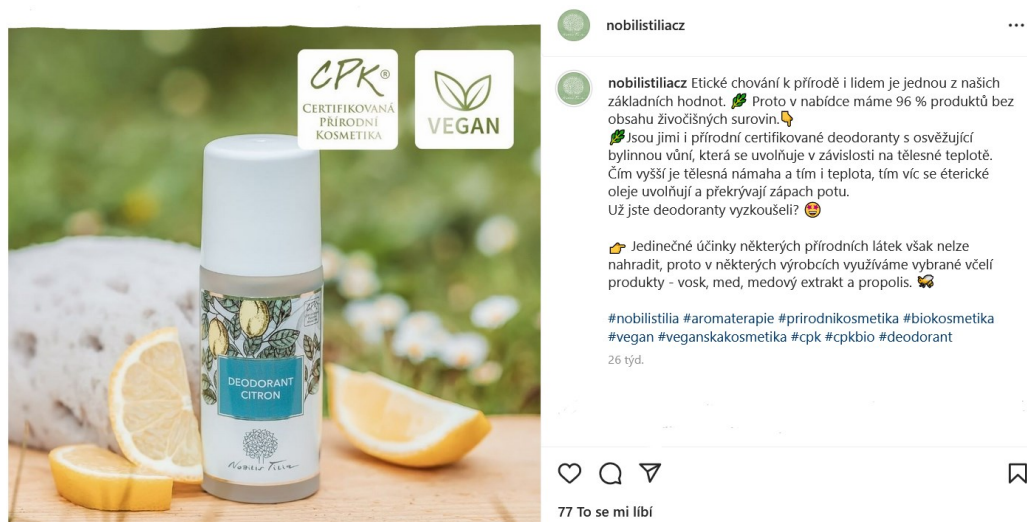 CPK®
CERTIFIKOVANÁ
PŘÍRODNÍ
KOSMETIKA
VEGAN
DEODORANT
CITRON
NOBILIS TILIA
nobilistiliacz
nobilistiliacz Etické chování k přírodě i lidem je jednou z našich
základních hodnot. 🌿 Proto v nabídce máme 96 % produktů bez
obsahu živočišných surovin.👇
🌿Jsou jimi i přírodní certifikované deodoranty s osvěžující
bylinnou vůní, která se uvolňuje v závislosti na tělesné teplotě.
Čím vyšší je tělesná námaha a tím i teplota, tím víc se éterické
oleje uvolňují a překrývají zápach potu.
Už jste deodoranty vyzkoušeli? 🤩
👉 Jedinečné účinky některých přírodních látek však nelze
nahradit, proto v některých výrobcích využíváme vybrané včelí
produkty - vosk, med, medový extrakt a propolis. 🐝
#nobilistilia #aromaterapie #prirodnikosmetika #biokosmetika
#vegan #veganskakosmetika #cpk #cpkbio #deodorant
26 týd.
77 To se mi líbí